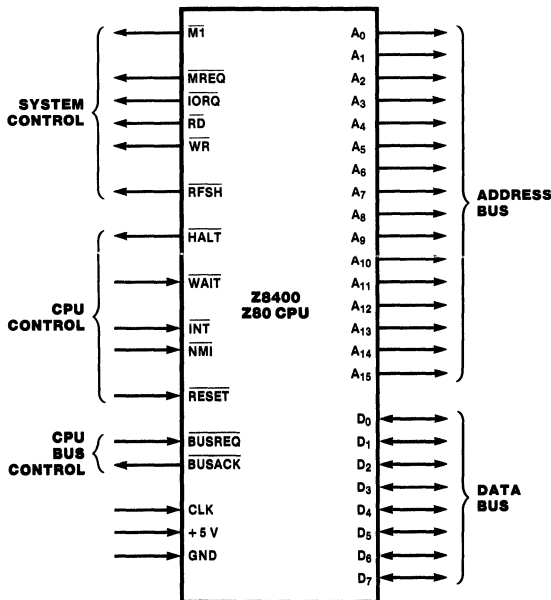 SYSTEM
CONTROL
CPU
CONTROL
CPU
BUS
CONTROL
M1
MREQ
IORQ
RD
WR
RFSH
HALT
WAIT
INT
NMI
RESET
BUSREQ
BUSACK
CLK
+5 V
GND
Z8400
Z80 CPU
A0
A1
A2
A3
A4
A5
A6
A7
A8
A9
A10
A11
A12
A13
A14
A15
D0
D1
D2
D3
D4
D5
D6
D7
ADDRESS
BUS
DATA
BUS